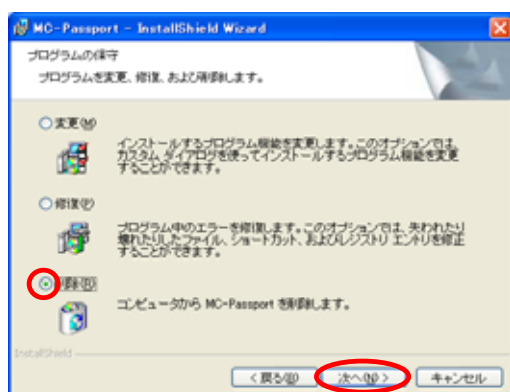 MC-Passport - InstallShield Wizard
プログラムの保守
プログラムを変更、修復、および削除します。
変更(M)
インストールするプログラム機能を変更します。このオプションでは、
カスタム ダイアログを使ってインストールするプログラム機能を変更
することができます。
修復(P)
プログラム中のエラーを修復します。このオプションでは、失われたり
壊れたりしたファイル、ショートカット、およびレジストリ エントリを修正
することができます。
削除(R)
コンピュータから MC-Passport を削除します。
InstallShield
< 戻る(B) 次へ(N) > キャンセル